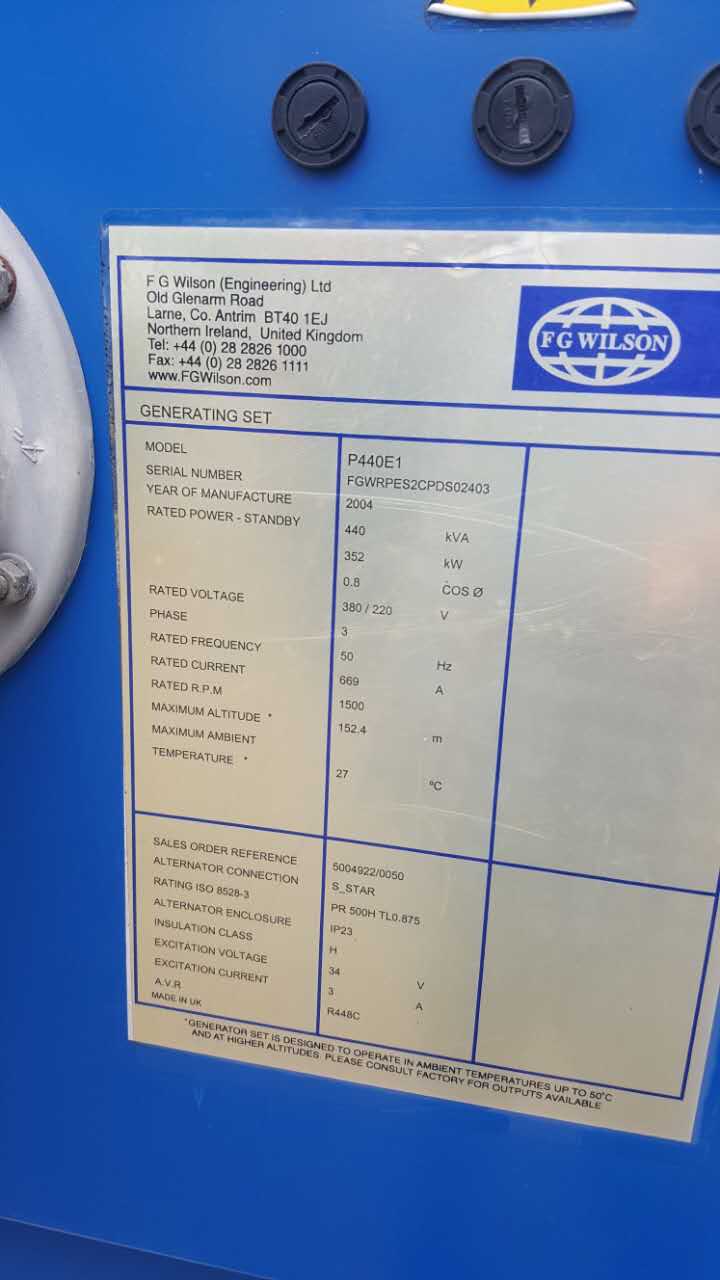 F G Wilson (Engineering) Ltd
Old Glenarm Road
Larne, Co. Antrim BT40 1EJ
Northern Ireland, United Kingdom
Tel: +44 (0) 28 2826 1000
Fax: +44 (0) 28 2826 1111
www.FGWilson.com
FG WILSON
GENERATING SET
MODEL P440E1
SERIAL NUMBER FGWRPES2CPDS02403
YEAR OF MANUFACTURE 2004
RATED POWER - STANDBY 440 kVA
352 kW
0.8 COS Ø
RATED VOLTAGE 380 / 220 V
PHASE 3
RATED FREQUENCY 50 Hz
RATED CURRENT 669 A
RATED R.P.M 1500
MAXIMUM ALTITUDE * 152.4 m
MAXIMUM AMBIENT
TEMPERATURE * 27 °C
SALES ORDER REFERENCE 5004922/0050
ALTERNATOR CONNECTION S_STAR
RATING ISO 8528-3 PR 500H TL0.875
ALTERNATOR ENCLOSURE IP23
INSULATION CLASS H
EXCITATION VOLTAGE 34 V
EXCITATION CURRENT 3 A
A.V.R R448C
MADE IN UK
*GENERATOR SET IS DESIGNED TO OPERATE IN AMBIENT TEMPERATURES UP TO 50°C
AND AT HIGHER ALTITUDES. PLEASE CONSULT FACTORY FOR OUTPUTS AVAILABLE
4"